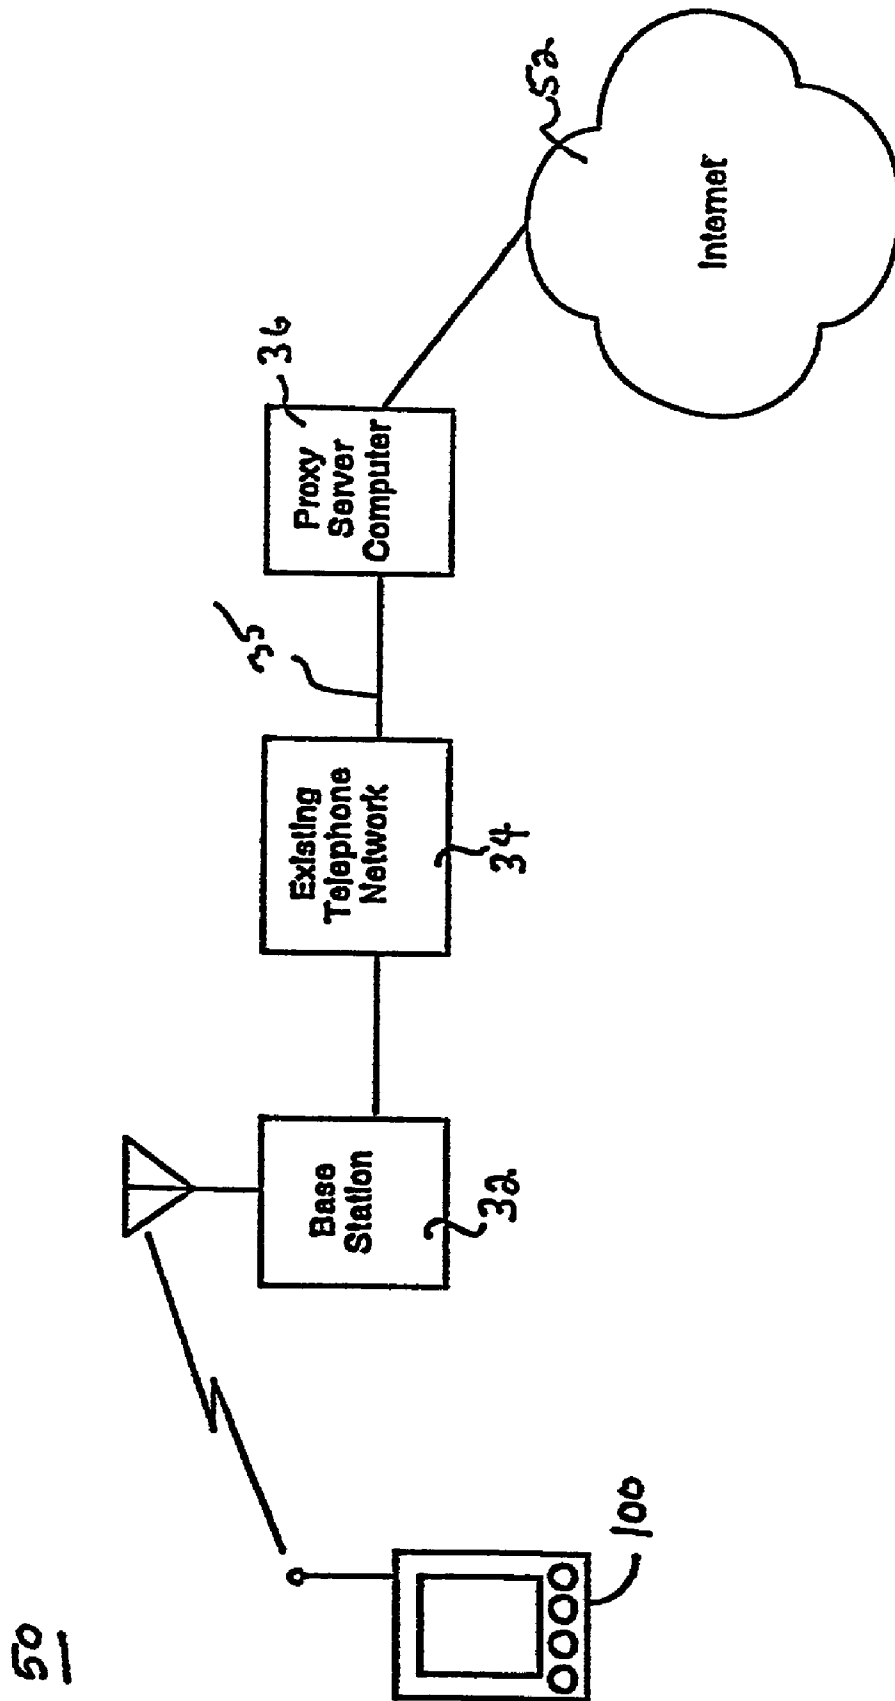 50
100
Base
Station
32
Existing
Telephone
Network
34
35
Proxy
Server
Computer
36
Internet
52